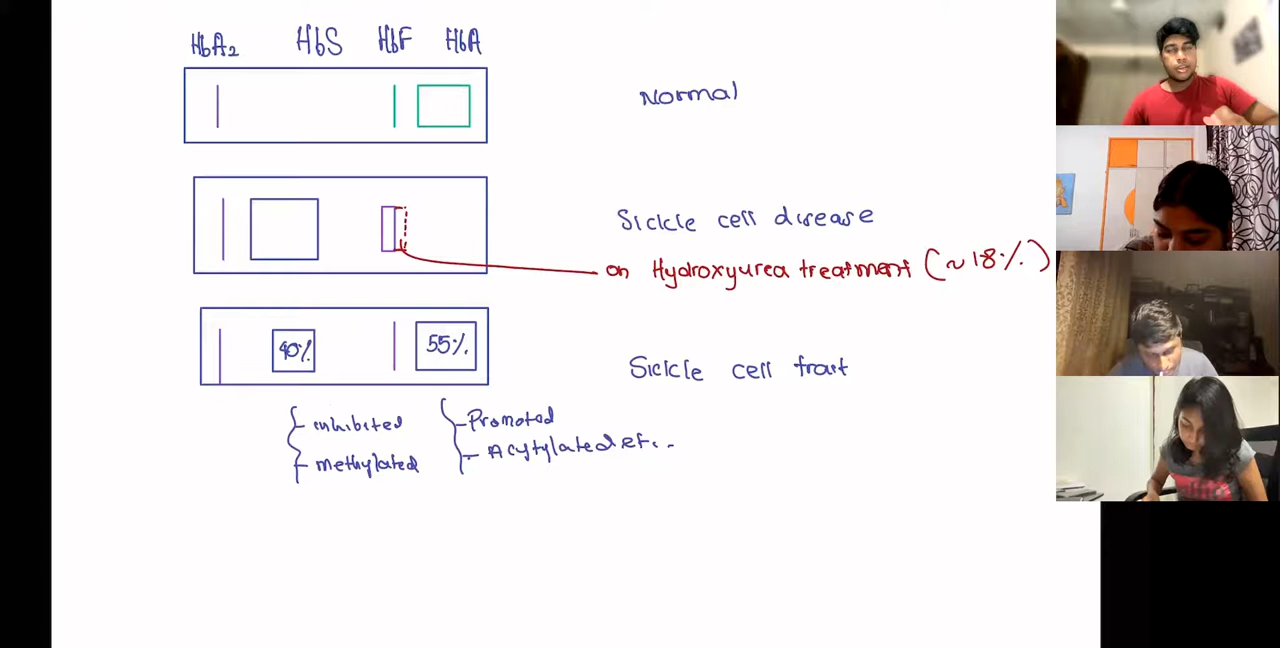 HbA2 HbS HbF HbA
Normal
Sickle cell disease
on Hydroxyurea treatment (~18%)
40% 55%.
Sickle cell trait
inhibited
methylated
Promoted
Acytylated etc..